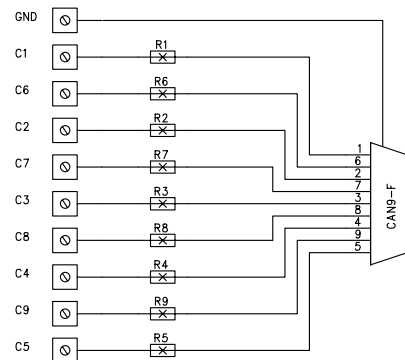 GND
C1 R1
C6 R6
C2 R2
C7 R7
C3 R3
C8 R8
C4 R4
C9 R9
C5 R5
1
6
2
7
3
8
4
9
5
CAN9-F